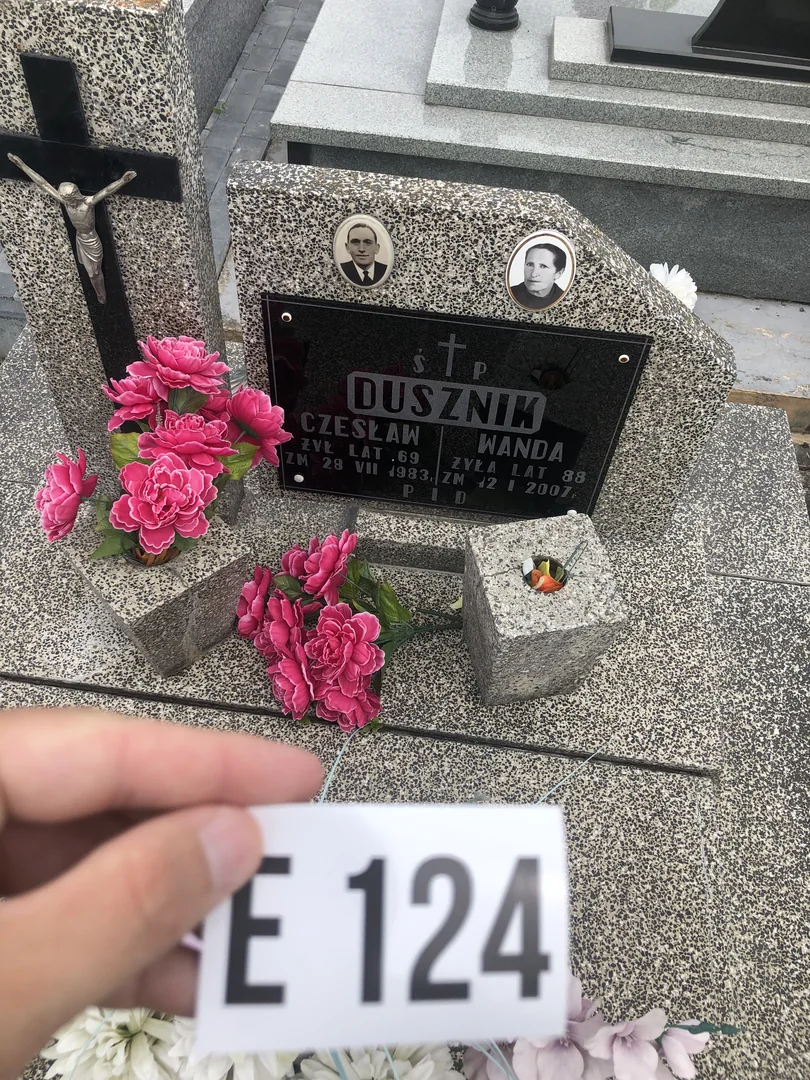 Ś P
DUSZNIK
CZESŁAW
ŻYŁ LAT 69
ZM 28 VII 1983
WANDA
ŻYŁA LAT 88
ZM 12 I 2007
P I D
E 124